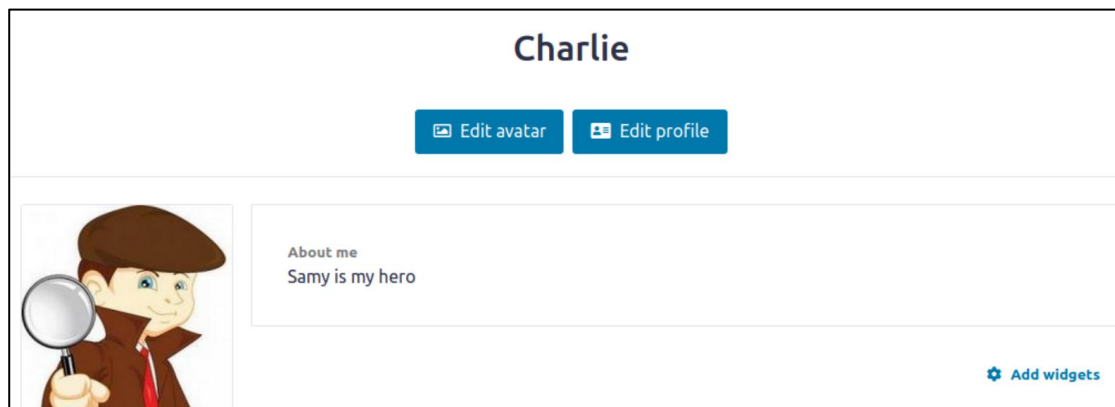 Charlie
Edit avatar
Edit profile
About me
Samy is my hero
Add widgets